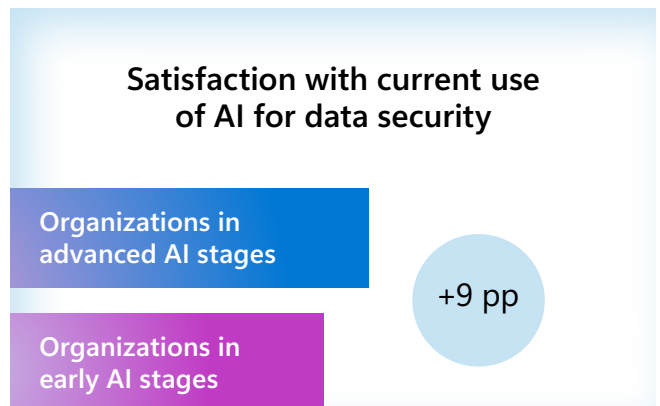 Satisfaction with current use
of AI for data security
Organizations in
advanced AI stages
+9 pp
Organizations in
early AI stages